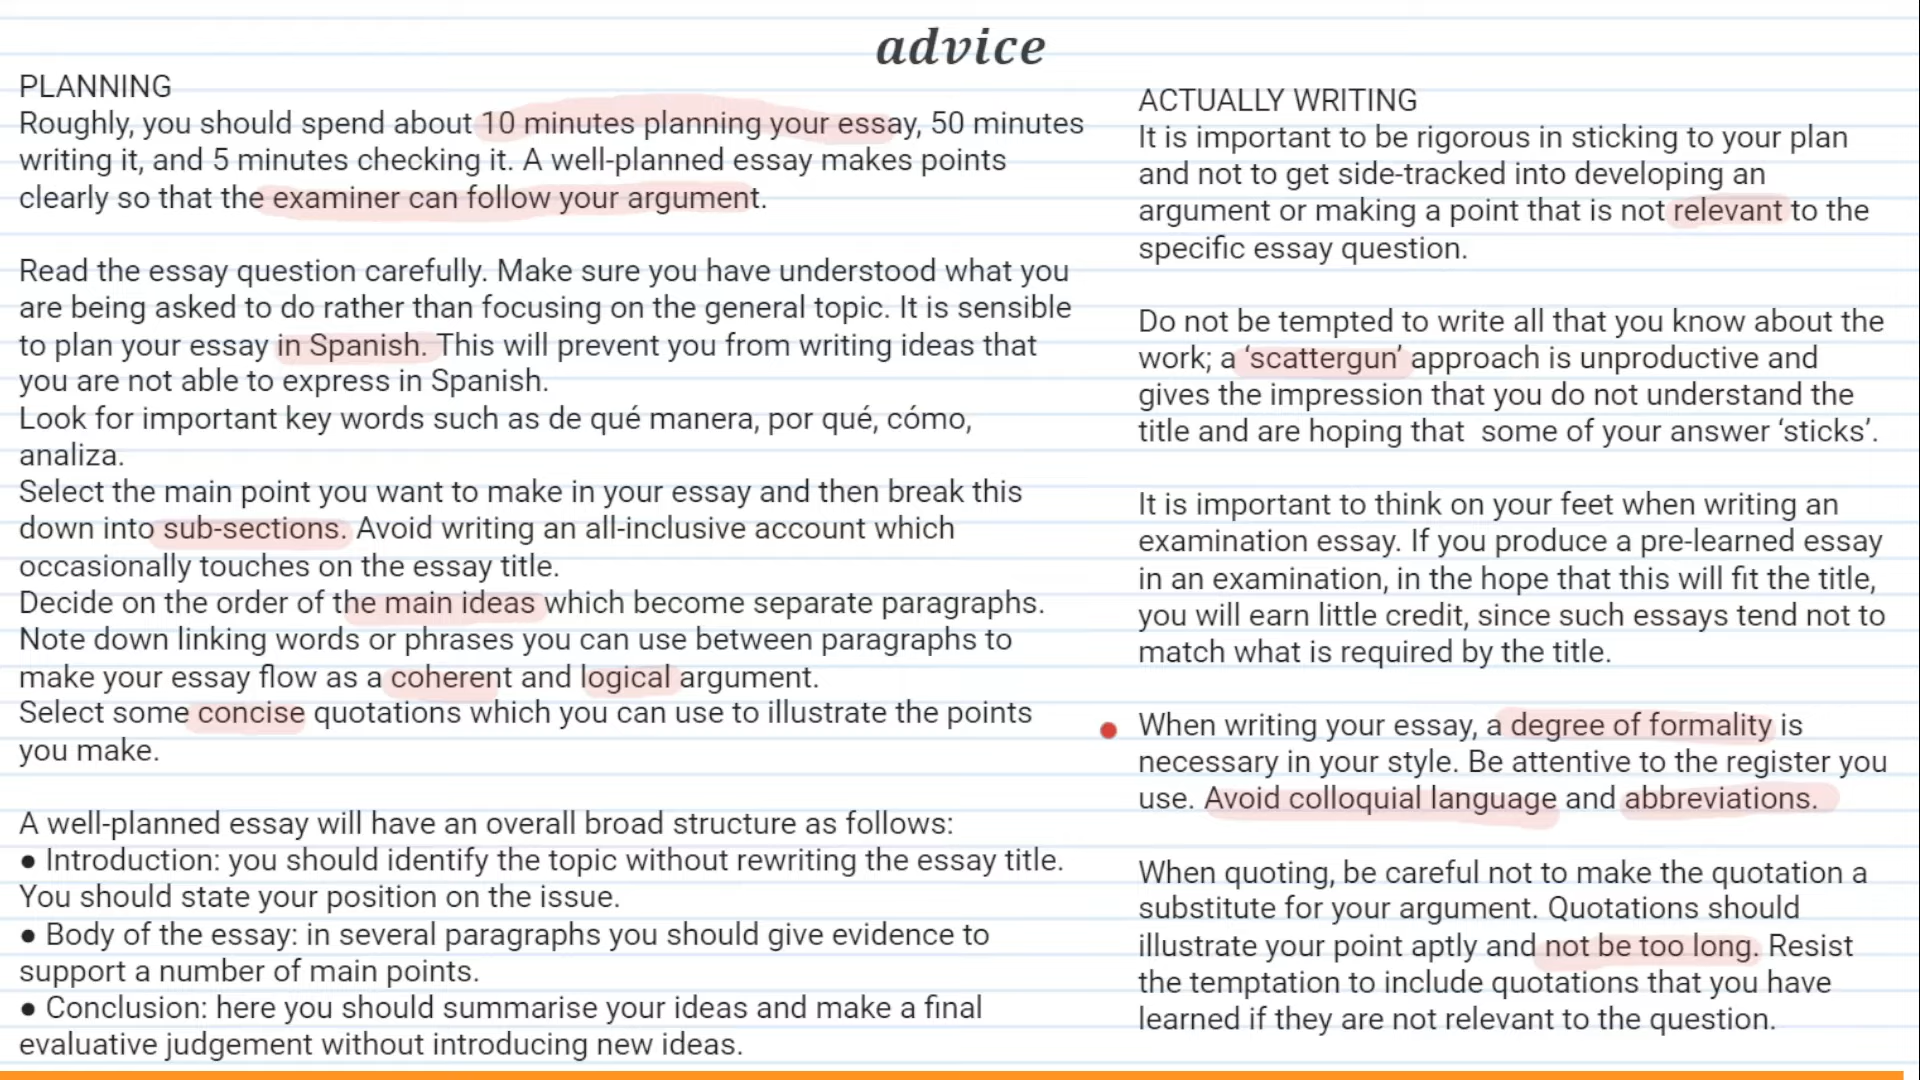 advice
PLANNING
Roughly, you should spend about 10 minutes planning your essay, 50 minutes
writing it, and 5 minutes checking it. A well-planned essay makes points
clearly so that the examiner can follow your argument.
Read the essay question carefully. Make sure you have understood what you
are being asked to do rather than focusing on the general topic. It is sensible
to plan your essay in Spanish. This will prevent you from writing ideas that
you are not able to express in Spanish.
Look for important key words such as de qué manera, por qué, cómo,
analiza.
Select the main point you want to make in your essay and then break this
down into sub-sections. Avoid writing an all-inclusive account which
occasionally touches on the essay title.
Decide on the order of the main ideas which become separate paragraphs.
Note down linking words or phrases you can use between paragraphs to
make your essay flow as a coherent and logical argument.
Select some concise quotations which you can use to illustrate the points
you make.
A well-planned essay will have an overall broad structure as follows:
● Introduction: you should identify the topic without rewriting the essay title.
You should state your position on the issue.
● Body of the essay: in several paragraphs you should give evidence to
support a number of main points.
● Conclusion: here you should summarise your ideas and make a final
evaluative judgement without introducing new ideas.
ACTUALLY WRITING
It is important to be rigorous in sticking to your plan
and not to get side-tracked into developing an
argument or making a point that is not relevant to the
specific essay question.
Do not be tempted to write all that you know about the
work; a ‘scattergun’ approach is unproductive and
gives the impression that you do not understand the
title and are hoping that  some of your answer ‘sticks’.
It is important to think on your feet when writing an
examination essay. If you produce a pre-learned essay
in an examination, in the hope that this will fit the title,
you will earn little credit, since such essays tend not to
match what is required by the title.
When writing your essay, a degree of formality is
necessary in your style. Be attentive to the register you
use. Avoid colloquial language and abbreviations.
When quoting, be careful not to make the quotation a
substitute for your argument. Quotations should
illustrate your point aptly and not be too long. Resist
the temptation to include quotations that you have
learned if they are not relevant to the question.